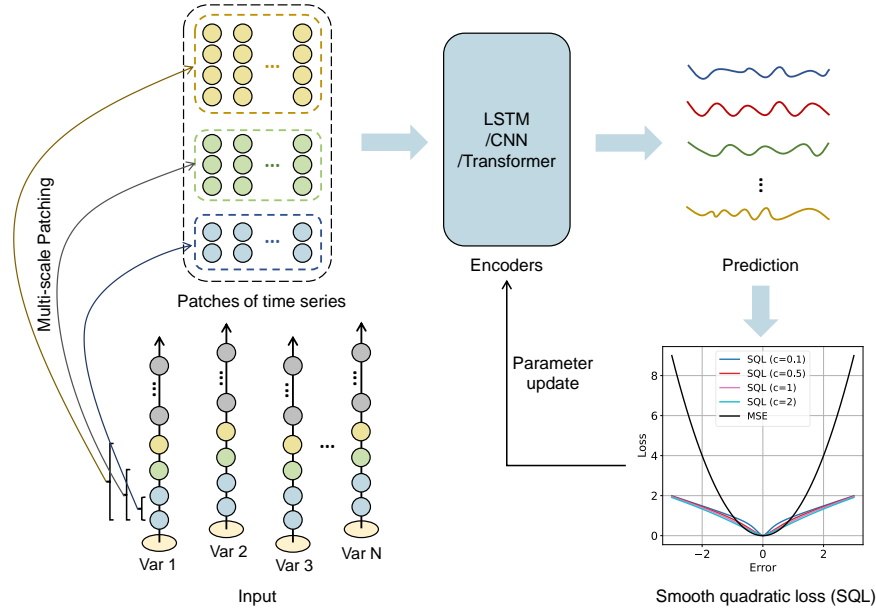 Multi-scale Patching
...
...
...
Patches of time series
LSTM
/CNN
/Transformer
Encoders
...
Prediction
Parameter
update
...
...
...
...
...
Var 1
Var 2
Var 3
Var N
Input
SQL (c=0.1)
SQL (c=0.5)
SQL (c=1)
SQL (c=2)
MSE
Loss
8
6
4
2
0
−2
0
2
Error
Smooth quadratic loss (SQL)